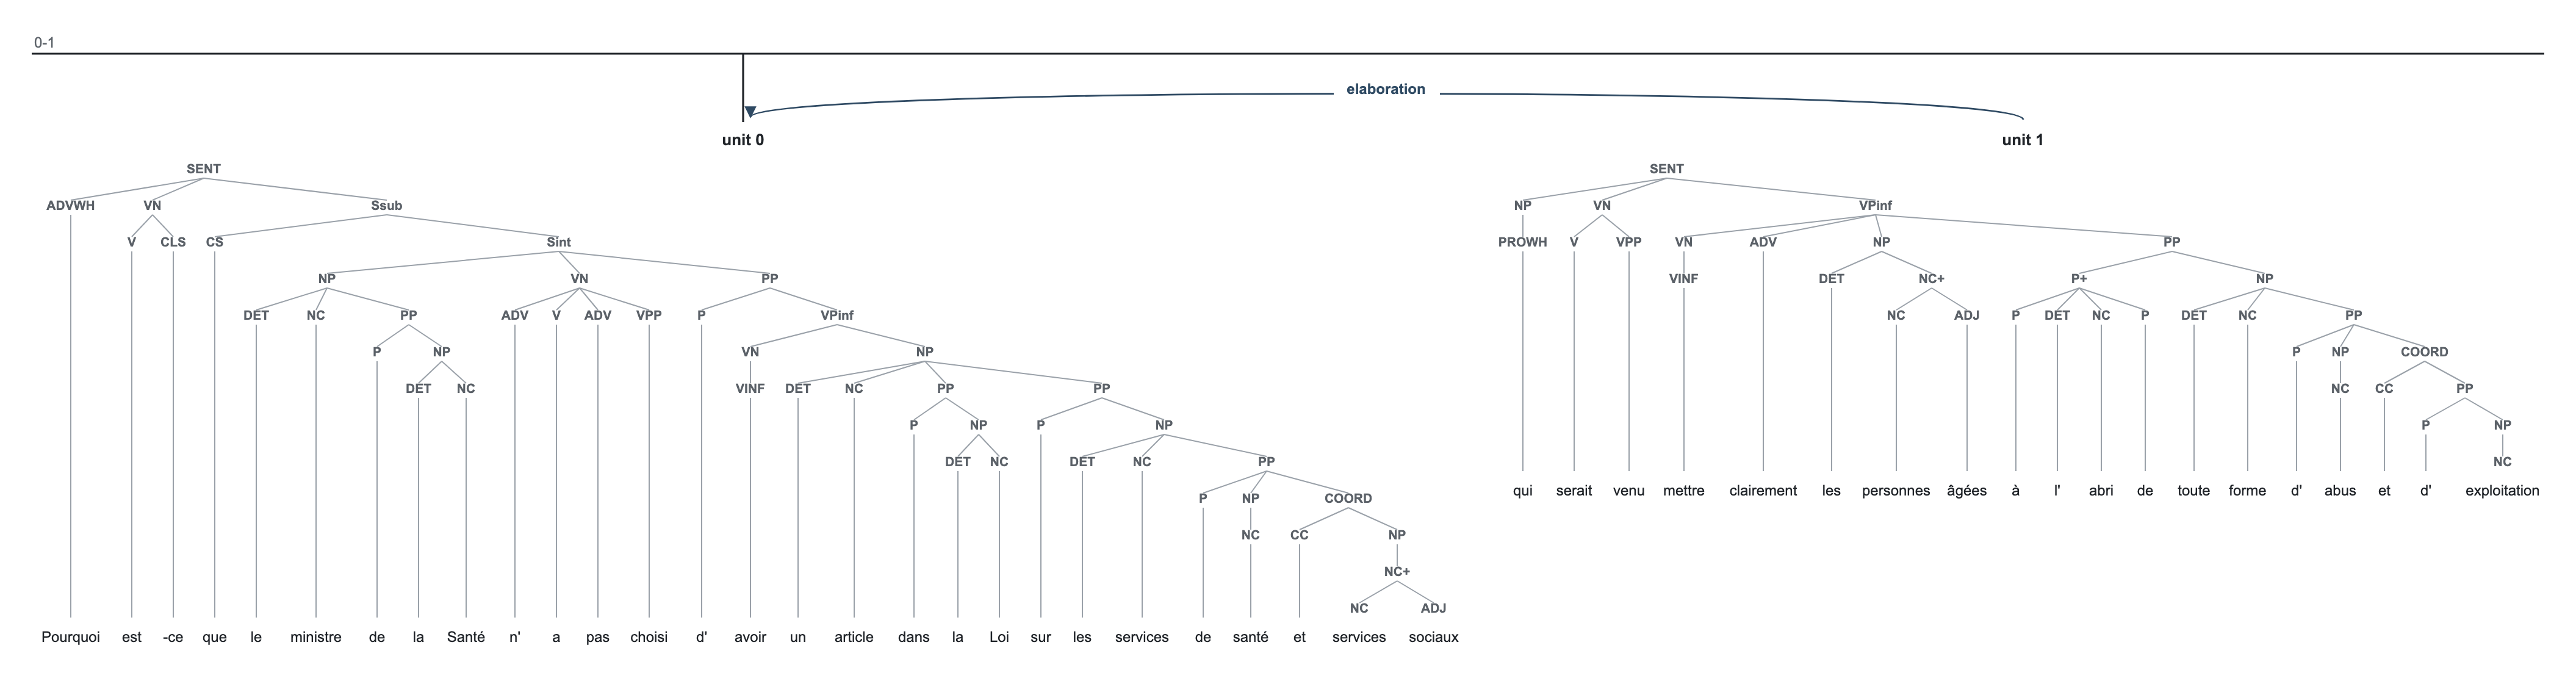 0-1
elaboration
unit 0 unit 1
SENT SENT
ADVWH VN Ssub NP VN VPinf
V CLS CS Sint PROWH V VPP VN ADV NP PP
NP VN PP VINF DET NC+ P+ NP
DET NC PP ADV V ADV VPP P VPinf NC ADJ P DET NC P DET NC PP
P NP VN NP P NP COORD
DET NC VINF DET NC PP PP NC CC PP
P NP P NP P NP
DET NC DET NC PP NC
qui serait venu mettre clairement les personnes âgées à l' abri de toute forme d' abus et d' exploitation
P NP COORD
NC CC NP
NC+
NC ADJ
Pourquoi est -ce que le ministre de la Santé n' a pas choisi d' avoir un article dans la Loi sur les services de santé et services sociaux